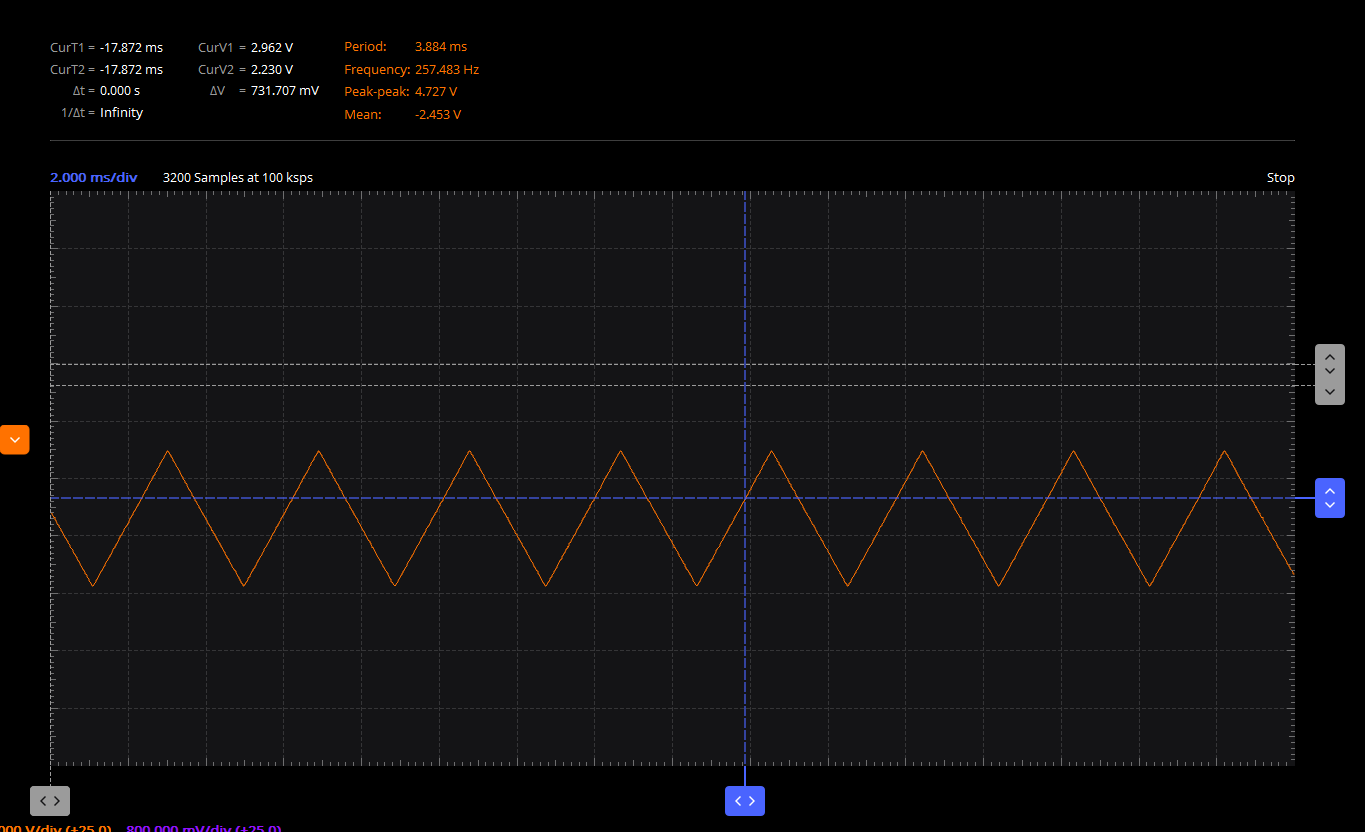 CurT1 = -17.872 ms CurV1 = 2.962 V Period: 3.884 ms
CurT2 = -17.872 ms CurV2 = 2.230 V Frequency: 257.483 Hz
Δt = 0.000 s ΔV = 731.707 mV Peak-peak: 4.727 V
1/Δt = Infinity Mean: -2.453 V
2.000 ms/div 3200 Samples at 100 ksps Stop
V/div (±25.0) 800.000 mV/div (±25.0)